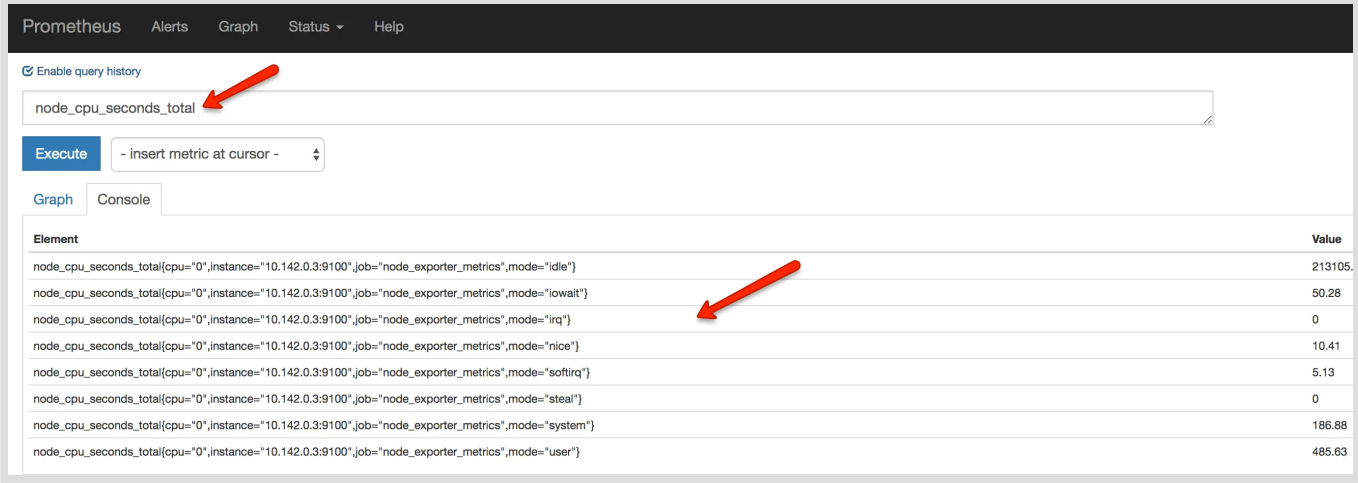 Prometheus Alerts Graph Status Help
Enable query history
node_cpu_seconds_total
Execute - insert metric at cursor -
Graph Console
Element Value
node_cpu_seconds_total{cpu="0",instance="10.142.0.3:9100",job="node_exporter_metrics",mode="idle"} 213105.
node_cpu_seconds_total{cpu="0",instance="10.142.0.3:9100",job="node_exporter_metrics",mode="iowait"} 50.28
node_cpu_seconds_total{cpu="0",instance="10.142.0.3:9100",job="node_exporter_metrics",mode="irq"} 0
node_cpu_seconds_total{cpu="0",instance="10.142.0.3:9100",job="node_exporter_metrics",mode="nice"} 10.41
node_cpu_seconds_total{cpu="0",instance="10.142.0.3:9100",job="node_exporter_metrics",mode="softirq"} 5.13
node_cpu_seconds_total{cpu="0",instance="10.142.0.3:9100",job="node_exporter_metrics",mode="steal"} 0
node_cpu_seconds_total{cpu="0",instance="10.142.0.3:9100",job="node_exporter_metrics",mode="system"} 186.88
node_cpu_seconds_total{cpu="0",instance="10.142.0.3:9100",job="node_exporter_metrics",mode="user"} 485.63